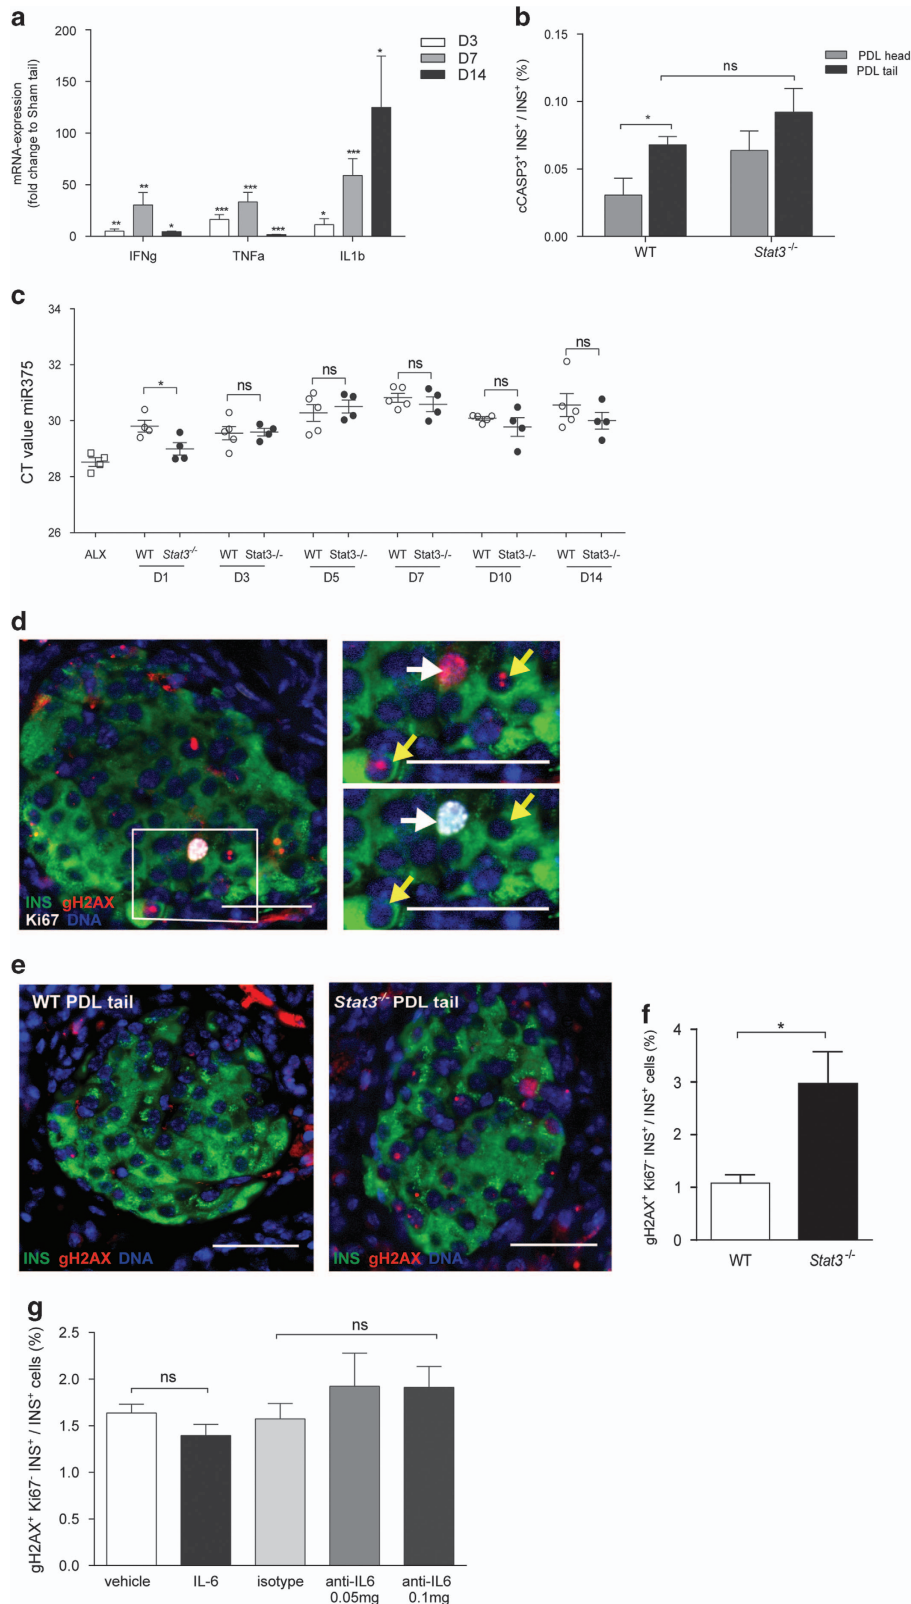 a
mRNA-expression
(fold change to Sham tail)
200
150
100
50
0
** ** *
*** *** ***
* *** *
IFNg TNFa IL1b
D3
D7
D14
b
cCASP3+ INS+ / INS+ (%)
0.15
0.10
0.05
0.00
*
ns
WT Stat3-/-
PDL head
PDL tail
c
CT value miR375
34
32
30
28
26
* ns ns ns ns ns
ALX WT Stat3-/- WT Stat3-/- WT Stat3-/- WT Stat3-/- WT Stat3-/- WT Stat3-/-
D1 D3 D5 D7 D10 D14
d
INS gH2AX
Ki67 DNA
e
WT PDL tail
INS gH2AX DNA
Stat3-/- PDL tail
INS gH2AX DNA
f
gH2AX+ Ki67- INS+ / INS+ cells (%)
4
3
2
1
0
*
WT Stat3-/-
g
gH2AX+ Ki67- INS+ / INS+ cells (%)
2.5
2.0
1.5
1.0
0.5
0.0
ns
ns
vehicle IL-6 isotype anti-IL6 anti-IL6
0.05mg 0.1mg